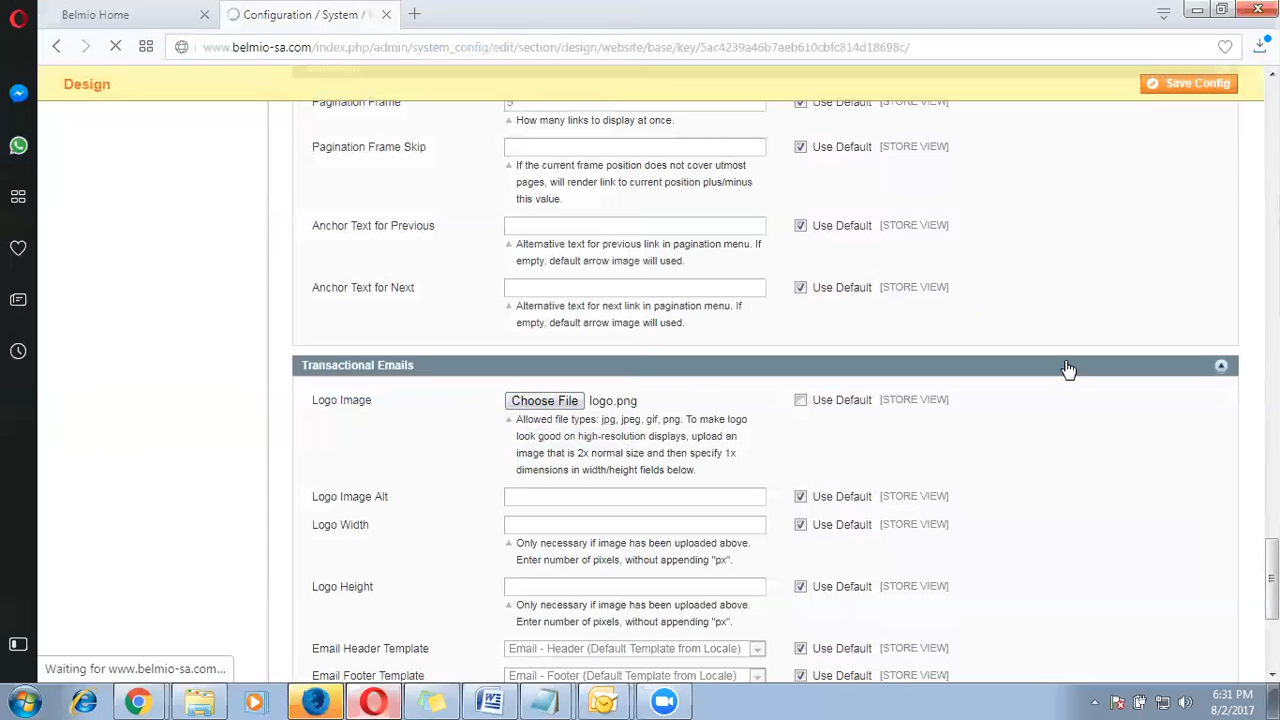 Belmio Home
Configuration / System /
www.belmio-sa.com/index.php/admin/system_config/edit/section/design/website/base/key/5ac4239a46b7aeb610cbfc814d18698c/
Design
Save Config
Pagination Frame
5
Use Default
[STORE VIEW]
How many links to display at once.
Pagination Frame Skip
Use Default
[STORE VIEW]
If the current frame position does not cover utmost
pages, will render link to current position plus/minus
this value.
Anchor Text for Previous
Use Default
[STORE VIEW]
Alternative text for previous link in pagination menu. If
empty, default arrow image will used.
Anchor Text for Next
Use Default
[STORE VIEW]
Alternative text for next link in pagination menu. If
empty, default arrow image will used.
Transactional Emails
Logo Image
Choose File
logo.png
Use Default
[STORE VIEW]
Allowed file types: jpg, jpeg, gif, png. To make logo
look good on high-resolution displays, upload an
image that is 2x normal size and then specify 1x
dimensions in width/height fields below.
Logo Image Alt
Use Default
[STORE VIEW]
Logo Width
Use Default
[STORE VIEW]
Only necessary if image has been uploaded above.
Enter number of pixels, without appending "px".
Logo Height
Use Default
[STORE VIEW]
Only necessary if image has been uploaded above.
Enter number of pixels, without appending "px".
Email Header Template
Email - Header (Default Template from Locale)
Use Default
[STORE VIEW]
Email Footer Template
Email - Footer (Default Template from Locale)
Use Default
[STORE VIEW]
Waiting for www.belmio-sa.com...
6:31 PM
8/2/2017